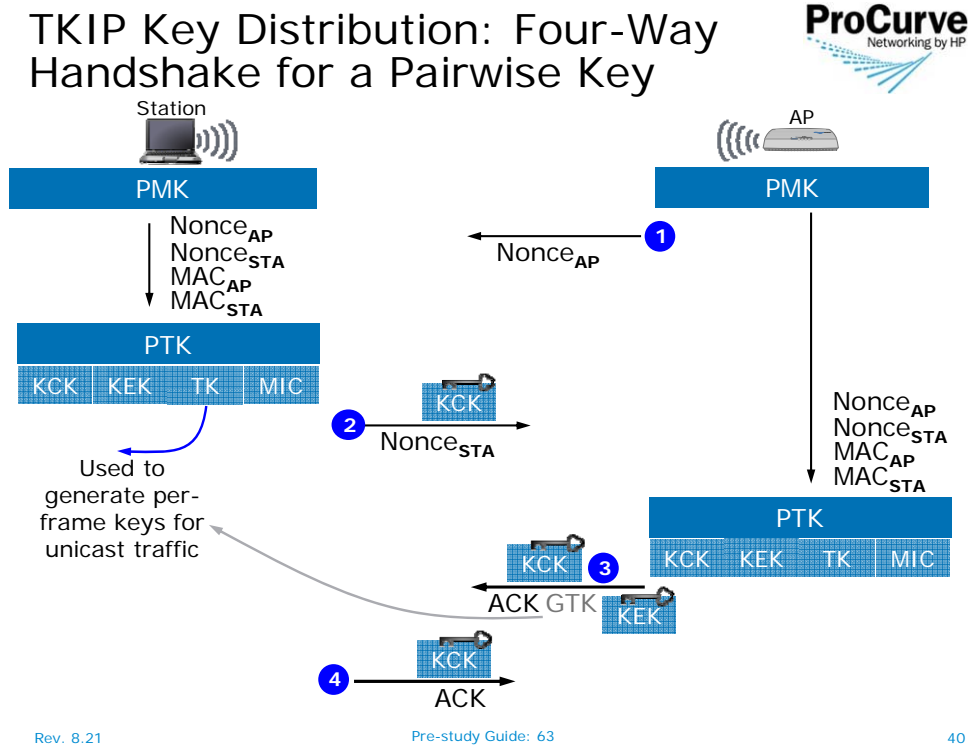 TKIP Key Distribution: Four-Way
Handshake for a Pairwise Key
ProCurve
Networking by HP
Station
AP
PMK
PMK
Nonce AP
Nonce STA
MAC AP
MAC STA
1
Nonce AP
PTK
KCK KEK TK MIC
KCK
2
Nonce STA
Used to
generate per-
frame keys for
unicast traffic
Nonce AP
Nonce STA
MAC AP
MAC STA
PTK
KCK KEK TK MIC
KCK
3
ACK GTK
KEK
KCK
4
ACK
Rev. 8.21
Pre-study Guide: 63
40